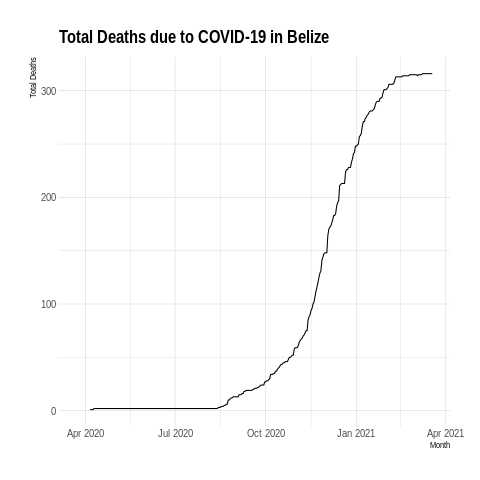 Total Deaths due to COVID-19 in Belize
Total Deaths
300
200
100
0
Apr 2020 Jul 2020 Oct 2020 Jan 2021 Apr 2021
Month